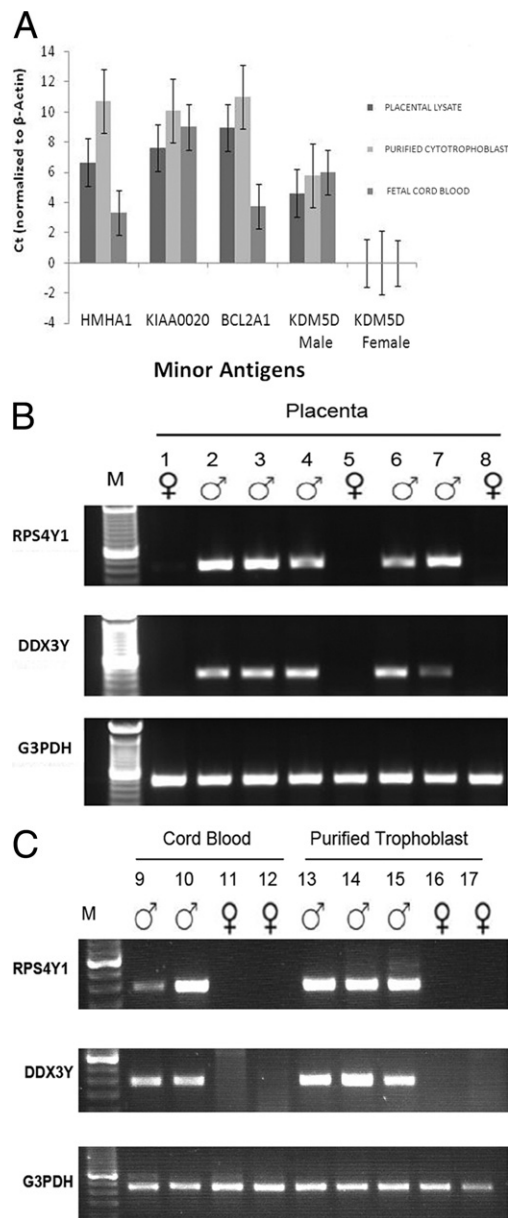 A
Ct (normalized to β-Actin)
14
12
10
8
6
4
2
0
-2
-4
PLACENTAL LYSATE
PURIFIED CYTOTROPHOBLAST
FETAL CORD BLOOD
HMHA1 KIAA0020 BCL2A1 KDM5D KDM5D
Male Female
Minor Antigens
B
Placenta
M 1 2 3 4 5 6 7 8
♀ ♂ ♂ ♂ ♀ ♂ ♂ ♀
RPS4Y1
DDX3Y
G3PDH
C
Cord Blood Purified Trophoblast
9 10 11 12 13 14 15 16 17
M ♂ ♂ ♀ ♀ ♂ ♂ ♂ ♀ ♀
RPS4Y1
DDX3Y
G3PDH